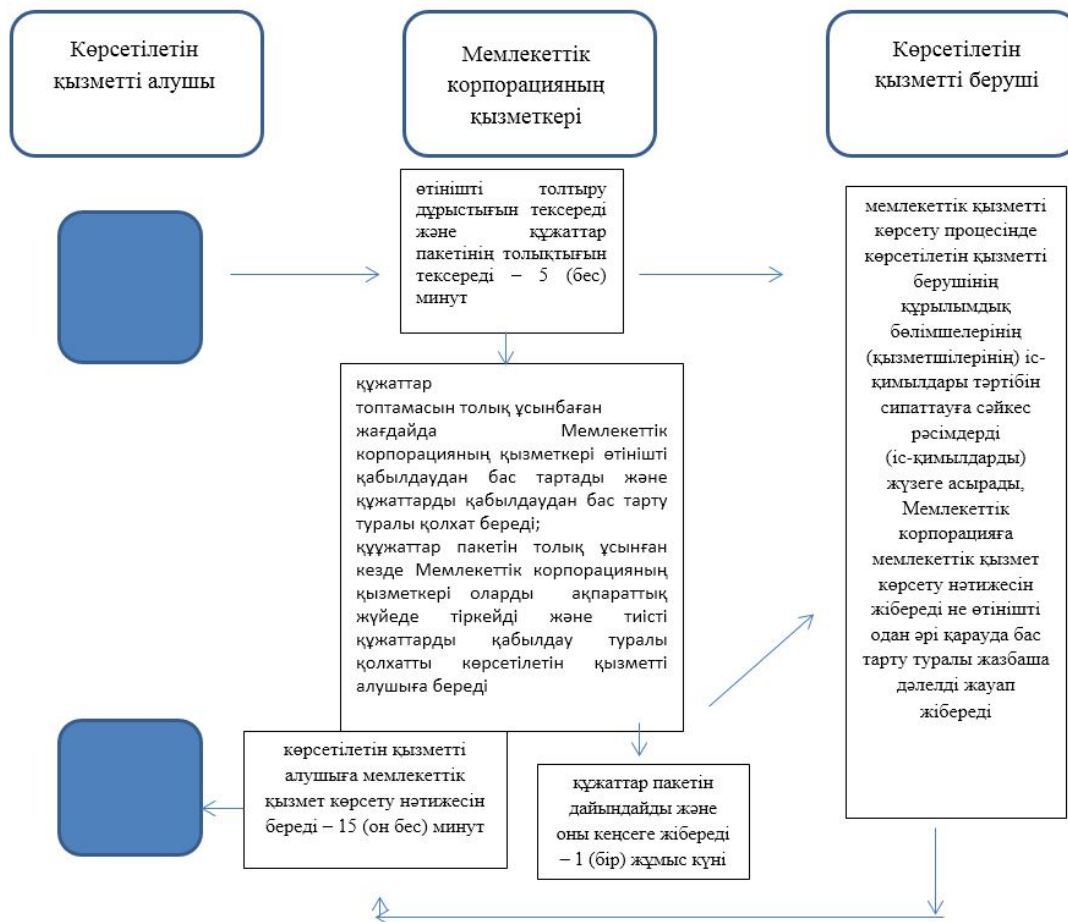 Көрсетілетін
қызметті алушы
Мемлекеттік
корпорацияның
қызметкері
Көрсетілетін
қызметті беруші
өтінішті толтыру
дұрыстығын тексереді
және құжаттар
пакетінің толықтығын
тексереді – 5 (бес)
минут
мемлекеттік қызметті
көрсету процесінде
көрсетілетін қызметті
берушінің
құрылымдық
бөлімшелерінің
(қызметшілерінің) іс-
қимылдары тәртібін
сипаттауға сәйкес
рәсімдерді
(іс-қимылдарды)
жүзеге асырады,
Мемлекеттік
корпорацияға
мемлекеттік қызмет
көрсету нәтижесін
жібереді не өтінішті
одан әрі қарауда бас
тарту туралы жазбаша
дәлелді жауап
жібереді
құжаттар
топтамасын толық ұсынбаған
жағдайда Мемлекеттік
корпорацияның қызметкері өтінішті
қабылдаудан бас тартады және
құжаттарды қабылдаудан бас тарту
туралы қолхат береді;
құұжаттар пакетін толық ұсынған
кезде Мемлекеттік корпорацияның
қызметкері оларды ақпараттық
жүйеде тіркейді және тиісті
құжаттарды қабылдау туралы
қолхатты көрсетілетін қызметті
алушыға береді
көрсетілетін қызметті
алушыға мемлекеттік
қызмет көрсету нәтижесін
береді – 15 (он бес) минут
құжаттар пакетін
дайындайды және
оны кеңсеге жібереді
– 1 (бір) жұмыс күні